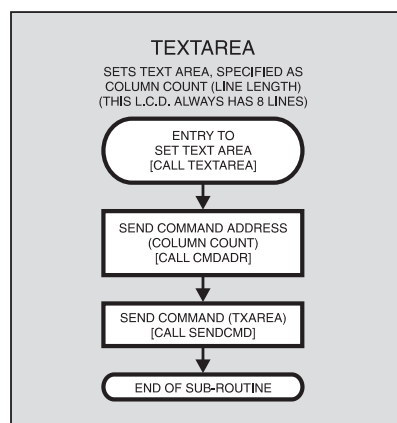 TEXTAREA
SETS TEXT AREA, SPECIFIED AS
COLUMN COUNT (LINE LENGTH)
(THIS L.C.D. ALWAYS HAS 8 LINES)
ENTRY TO
SET TEXT AREA
[CALL TEXTAREA]
SEND COMMAND ADDRESS
(COLUMN COUNT)
[CALL CMDADR]
SEND COMMAND (TXAREA)
[CALL SENDCMD]
END OF SUB-ROUTINE